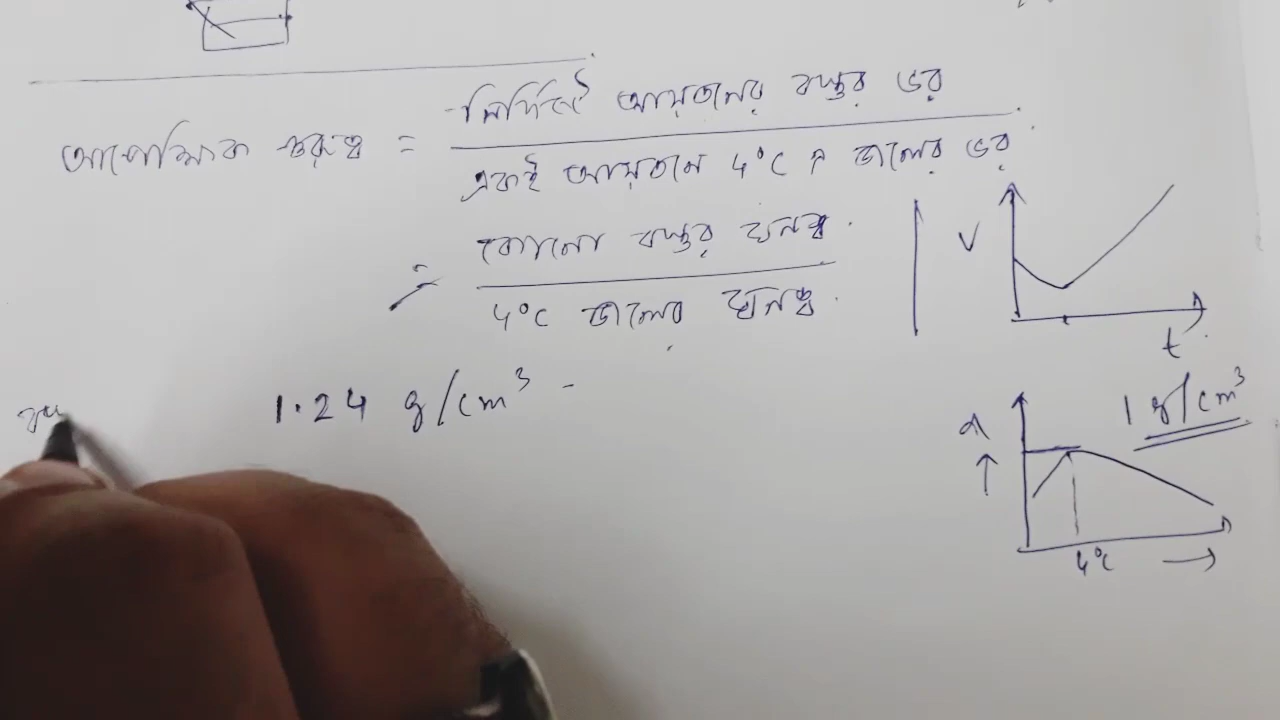 নির্দিষ্ট আয়তনের বস্তুর ভর
আপেক্ষিক গুরুত্ব =
একই আয়তনে 4°C এ জলের ভর
কোনো বস্তুর ঘনত্ব
=
4°C জলের ঘনত্ব
V
t
1.24 g/cm³ -
1 g/cm³
d
4°C